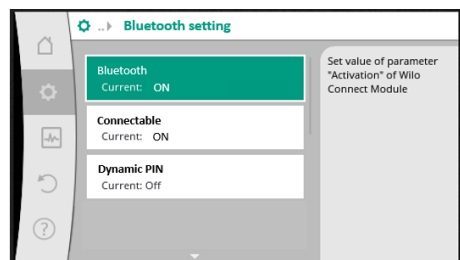 ..▸ Bluetooth setting
Bluetooth
Current: ON
Connectable
Current: ON
Dynamic PIN
Current: Off
Set value of parameter
"Activation" of Wilo
Connect Module
?